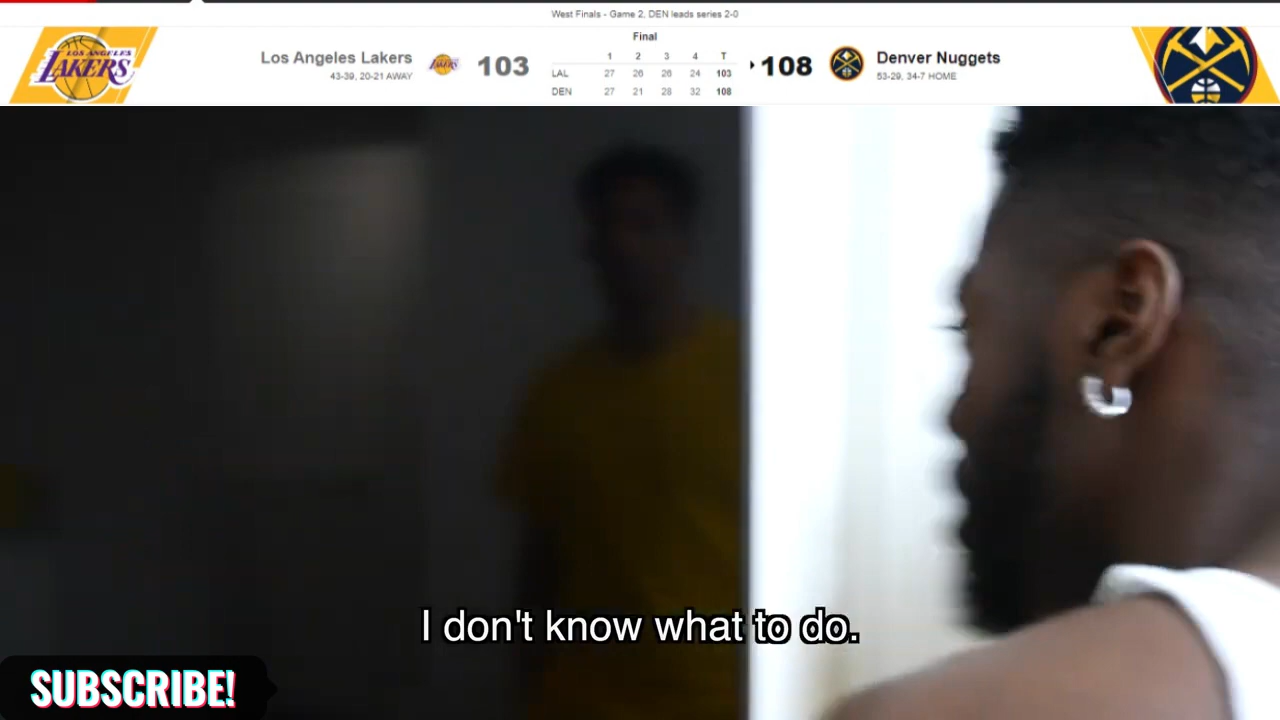 West Finals - Game 2, DEN leads series 2-0
Final
LOS ANGELES
LAKERS
Los Angeles Lakers
43-39, 20-21 AWAY
LAKERS
103
1 2 3 4 T
LAL 27 26 26 24 103
DEN 27 21 28 32 108
108
Denver Nuggets
53-29, 34-7 HOME
I don't know what to do.
SUBSCRIBE!